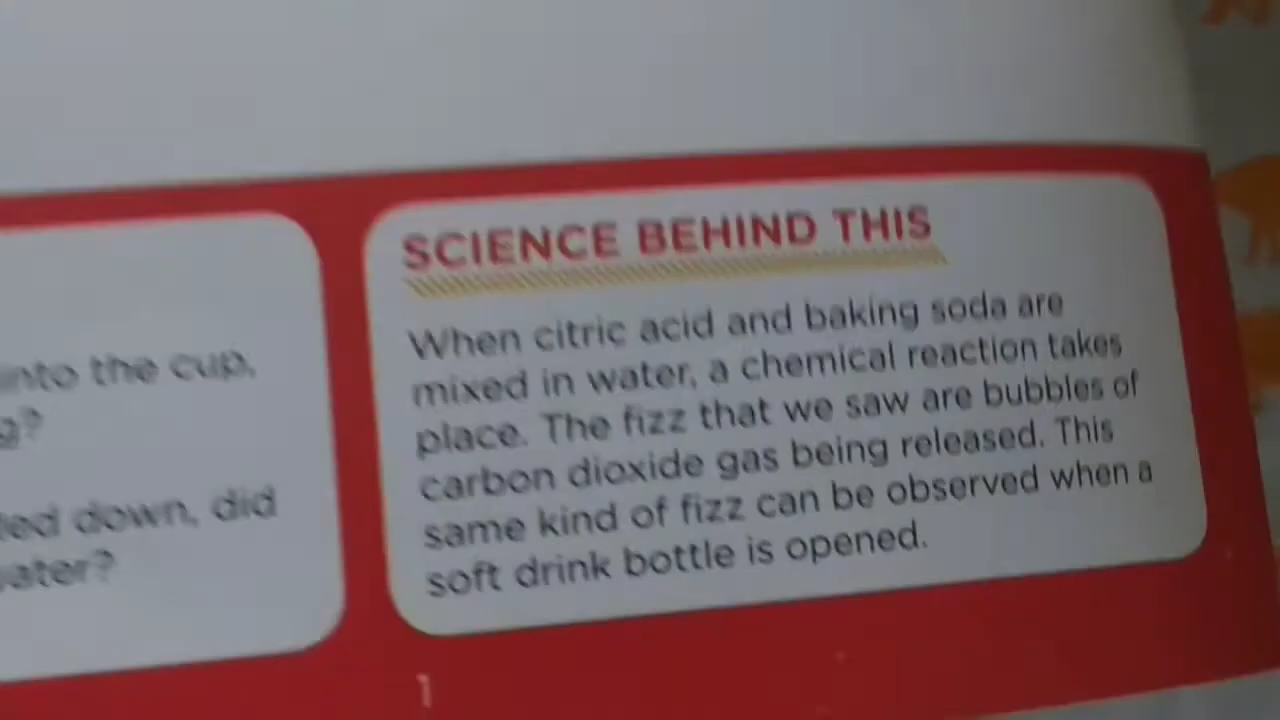 into the cup,
g?
down, did
SCIENCE BEHIND THIS
When citric acid and baking soda are
mixed in water, a chemical reaction takes
place. The fizz that we saw are bubbles of
carbon dioxide gas being released. This
same kind of fizz can be observed when a
soft drink bottle is opened.
1